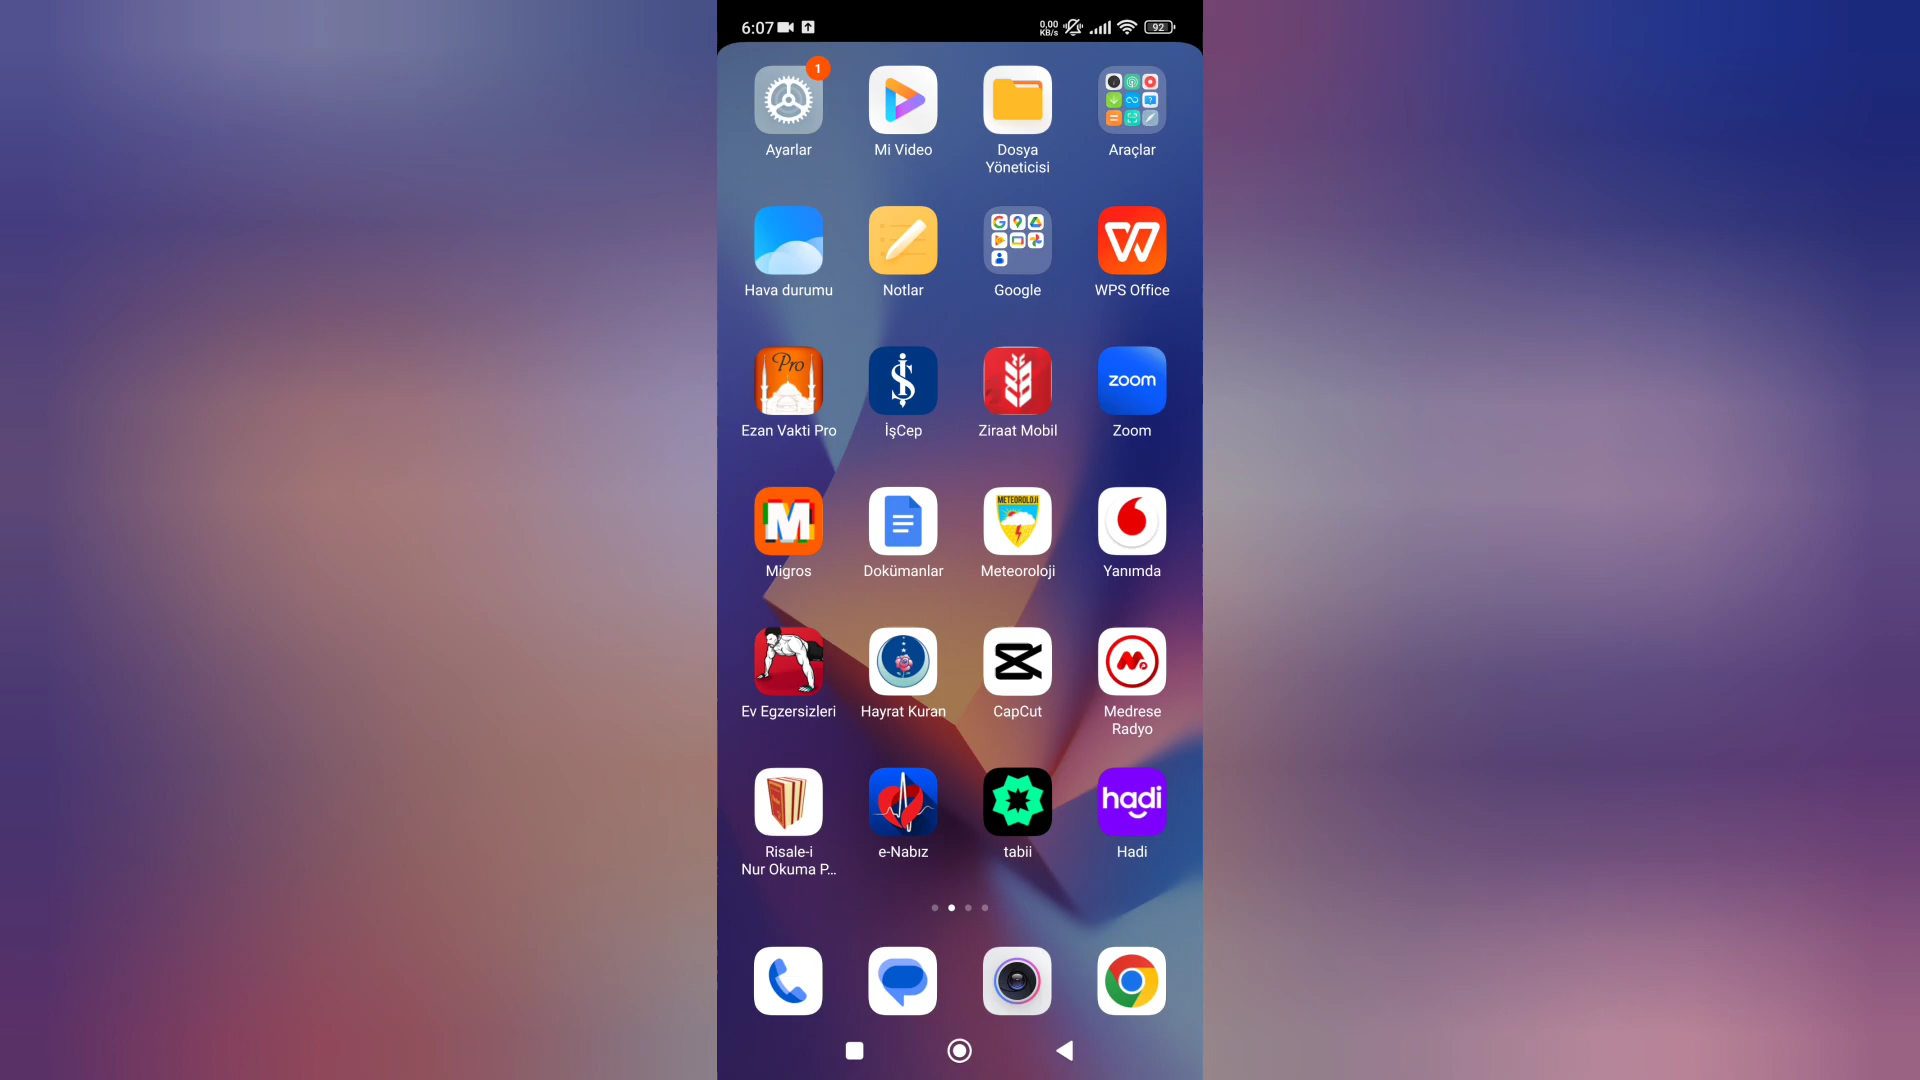 6:07
0,00
KB/s
92
1
Ayarlar
Mi Video
Dosya
Yöneticisi
Araçlar
Hava durumu
Notlar
Google
WPS Office
Pro
Ezan Vakti Pro
İşCep
Ziraat Mobil
zoom
Zoom
M
Migros
Dokümanlar
METEOROLOJİ
Meteoroloji
Yanımda
Ev Egzersizleri
Hayrat Kuran
CapCut
Medrese
Radyo
Risale-i
Nur Okuma P...
e-Nabız
tabii
hadi
Hadi